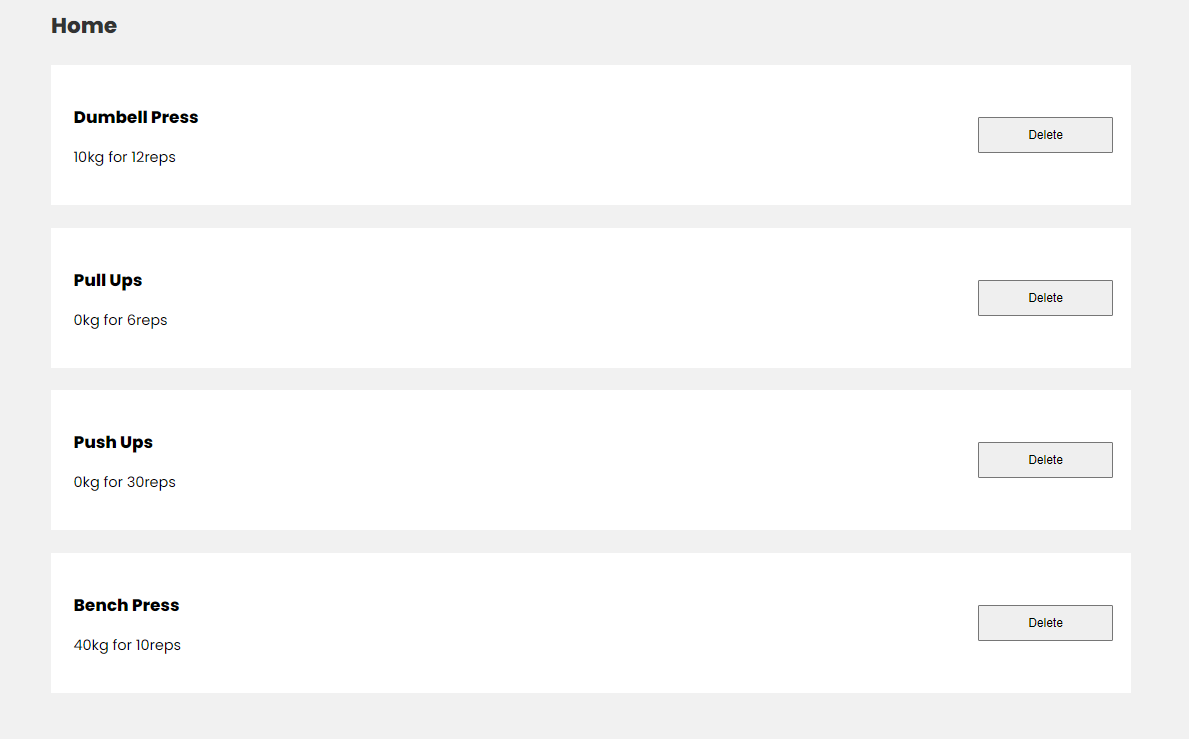 Home
Dumbell Press
10kg for 12reps
Delete
Pull Ups
0kg for 6reps
Delete
Push Ups
0kg for 30reps
Delete
Bench Press
40kg for 10reps
Delete